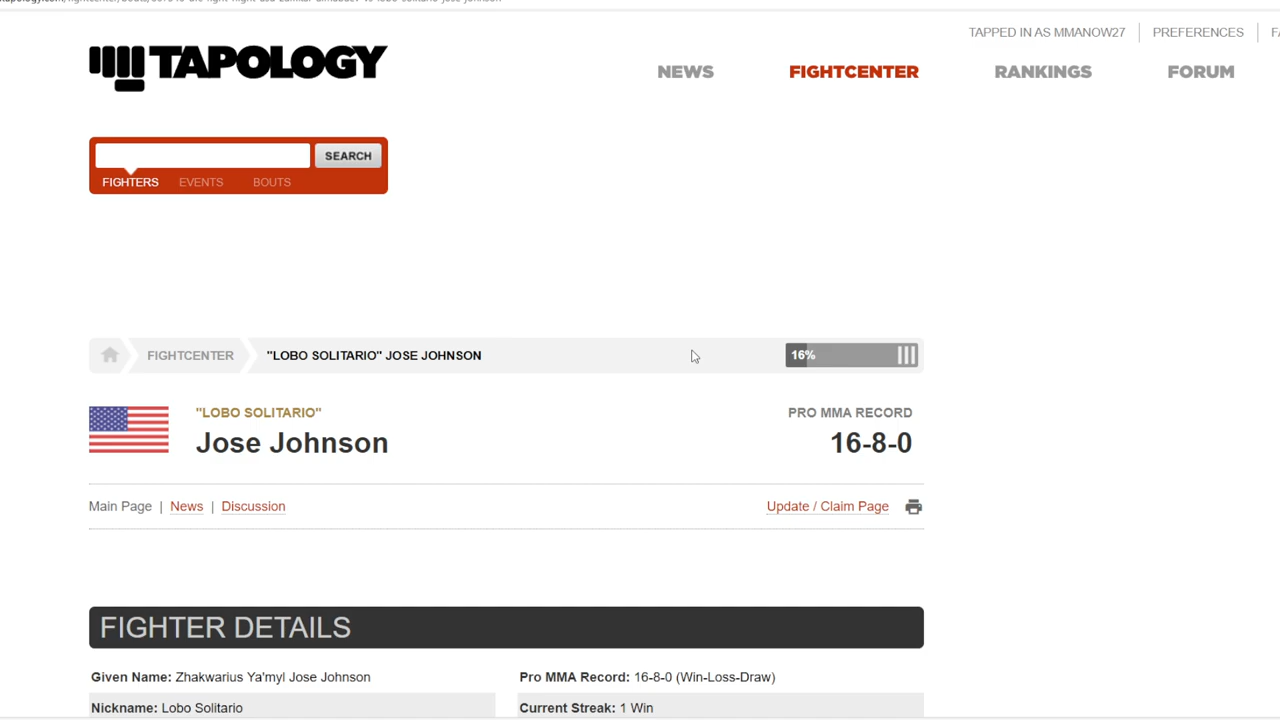 TAPPED IN AS MMANOW27 PREFERENCES
TAPOLOGY
NEWS FIGHTCENTER RANKINGS FORUM
SEARCH
FIGHTERS EVENTS BOUTS
FIGHTCENTER "LOBO SOLITARIO" JOSE JOHNSON 16%
"LOBO SOLITARIO" PRO MMA RECORD
Jose Johnson 16-8-0
Main Page | News | Discussion Update / Claim Page
FIGHTER DETAILS
Given Name: Zhakwarius Ya'myl Jose Johnson Pro MMA Record: 16-8-0 (Win-Loss-Draw)
Nickname: Lobo Solitario Current Streak: 1 Win